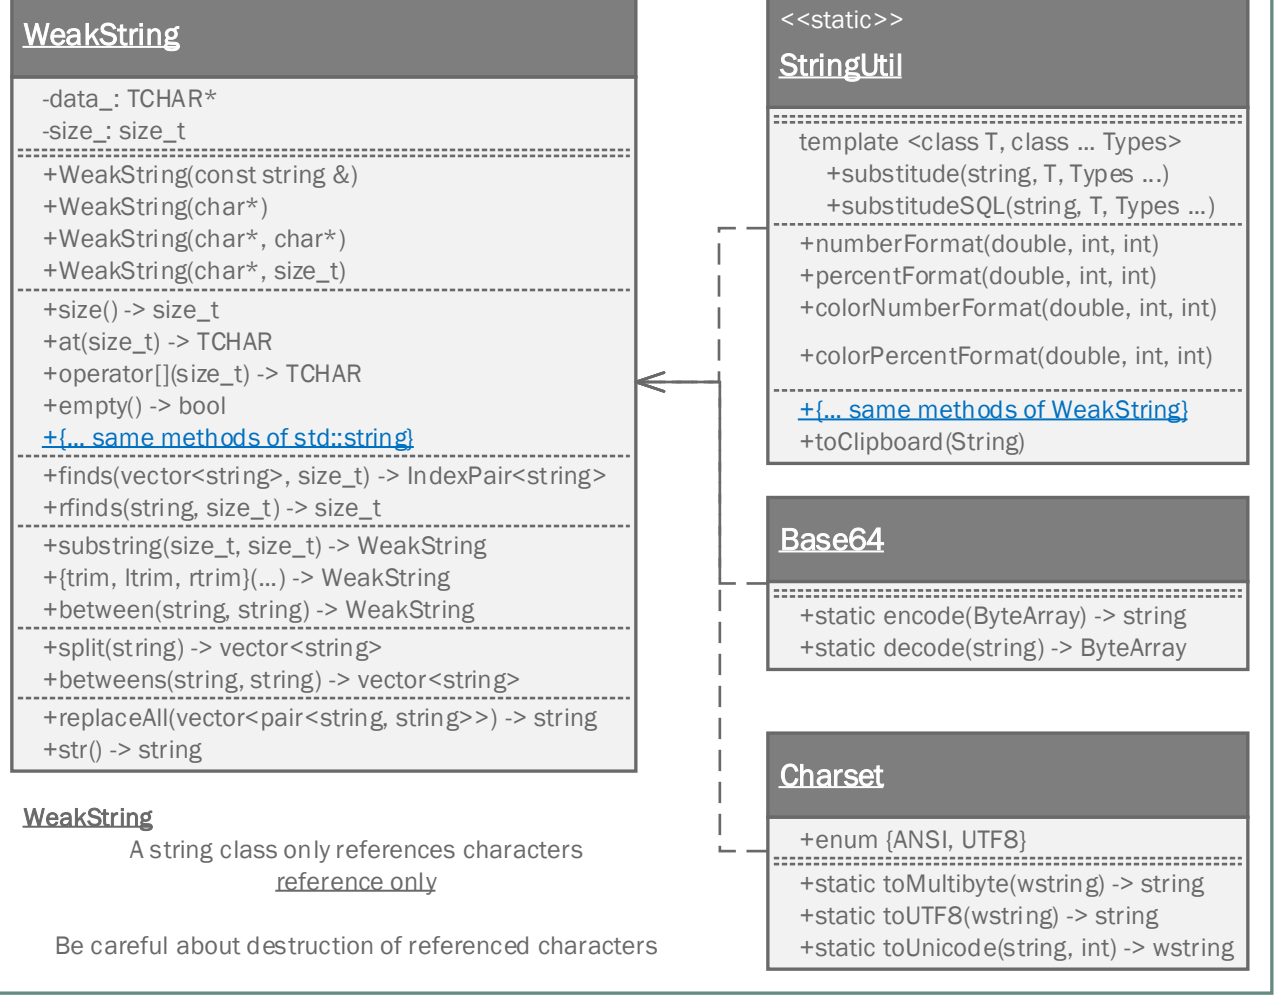 WeakString
-data_: TCHAR*
-size_: size_t
+WeakString(const string &)
+WeakString(char*)
+WeakString(char*, char*)
+WeakString(char*, size_t)
+size() -> size_t
+at(size_t) -> TCHAR
+operator[](size_t) -> TCHAR
+empty() -> bool
+{... same methods of std::string}
+finds(vector<string>, size_t) -> IndexPair<string>
+rfinds(string, size_t) -> size_t
+substring(size_t, size_t) -> WeakString
+{trim, ltrim, rtrim}(...) -> WeakString
+between(string, string) -> WeakString
+split(string) -> vector<string>
+betweens(string, string) -> vector<string>
+replaceAll(vector<pair<string, string>>) -> string
+str() -> string
WeakString
A string class only references characters
reference only
Be careful about destruction of referenced characters
<<static>>
StringUtil
template <class T, class ... Types>
+substitude(string, T, Types ...)
+substitudeSQL(string, T, Types ...)
+numberFormat(double, int, int)
+percentFormat(double, int, int)
+colorNumberFormat(double, int, int)
+colorPercentFormat(double, int, int)
+{... same methods of WeakString}
+toClipboard(String)
Base64
+static encode(ByteArray) -> string
+static decode(string) -> ByteArray
Charset
+enum {ANSI, UTF8}
+static toMultibyte(wstring) -> string
+static toUTF8(wstring) -> string
+static toUnicode(string, int) -> wstring